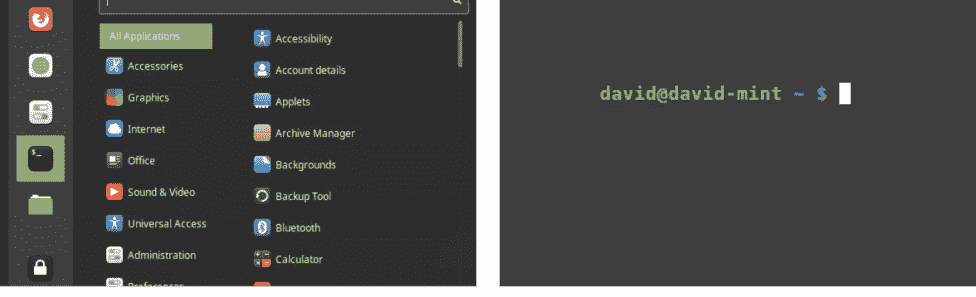 All Applications
Accessories
Graphics
Internet
Office
Sound & Video
Universal Access
Administration
Preferences
Accessibility
Account details
Applets
Archive Manager
Backgrounds
Backup Tool
Bluetooth
Calculator
$_
david@david-mint ~ $